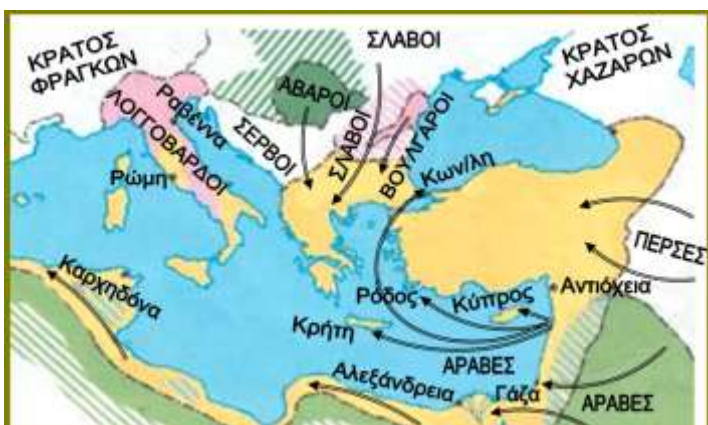 ΚΡΑΤΟΣ
ΦΡΑΓΚΩΝ
ΣΛΑΒΟΙ
ΚΡΑΤΟΣ
ΧΑΖΑΡΩΝ
ΑΒΑΡΟΙ
Ραβέννα
ΛΟΓΓΟΒΑΡΔΟΙ
ΣΕΡΒΟΙ
ΣΛΑΒΟΙ
ΒΟΥΛΓΑΡΟΙ
Κων/λη
Ρώμη
ΠΕΡΣΕΣ
Καρχηδόνα
Ρόδος
Κύπρος
Αντιόχεια
Κρήτη
ΑΡΑΒΕΣ
Αλεξάνδρεια
Γάζα
ΑΡΑΒΕΣ